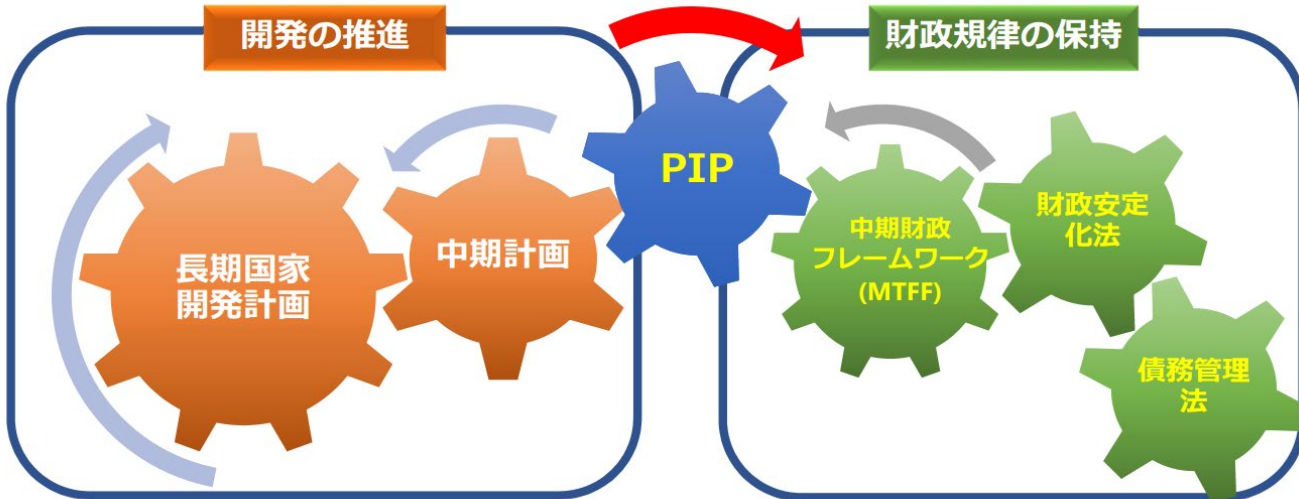 開発の推進
財政規律の保持
長期国家
開発計画
中期計画
PIP
中期財政
フレームワーク
(MTFF)
財政安定
化法
債務管理
法